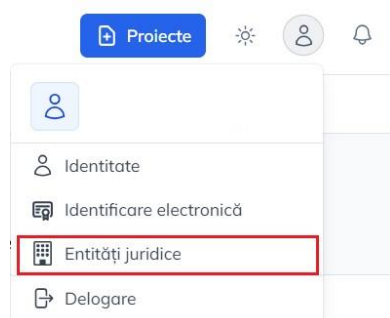 Proiecte
Identitate
Identificare electronică
Entități juridice
Delogare